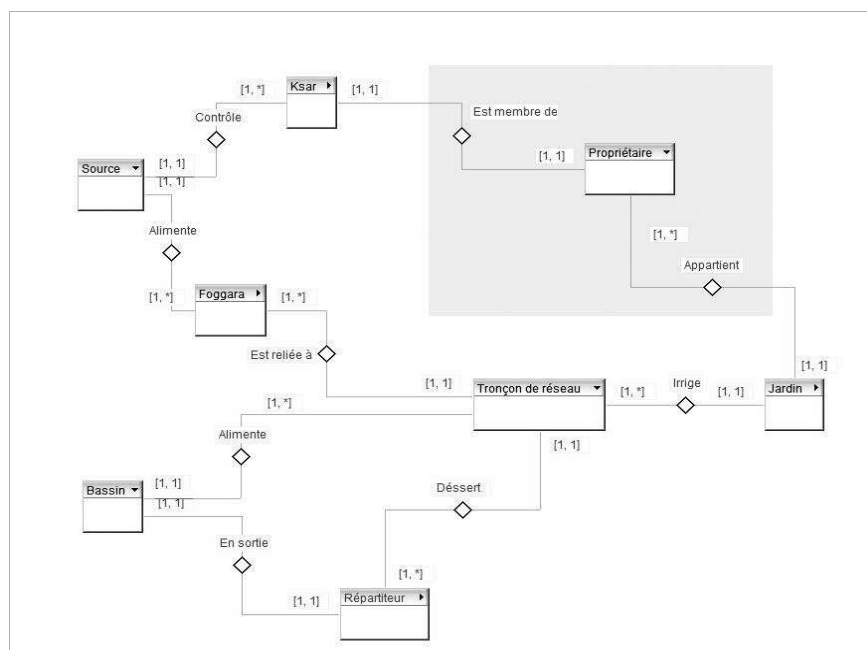 [1, *]
Ksar
[1, 1]
Contrôle
Est membre de
[1, 1]
Propriétaire
Source
[1, 1]
[1, 1]
Alimente
[1, *]
Appartient
[1, *]
Foggara
[1, *]
Est reliée à
[1, 1]
Tronçon de réseau
[1, *]
Irrige
[1, 1]
[1, 1]
Jardin
[1, *]
Alimente
[1, 1]
Bassin
[1, 1]
[1, 1]
Déssert
En sortie
[1, *]
[1, 1]
Répartiteur